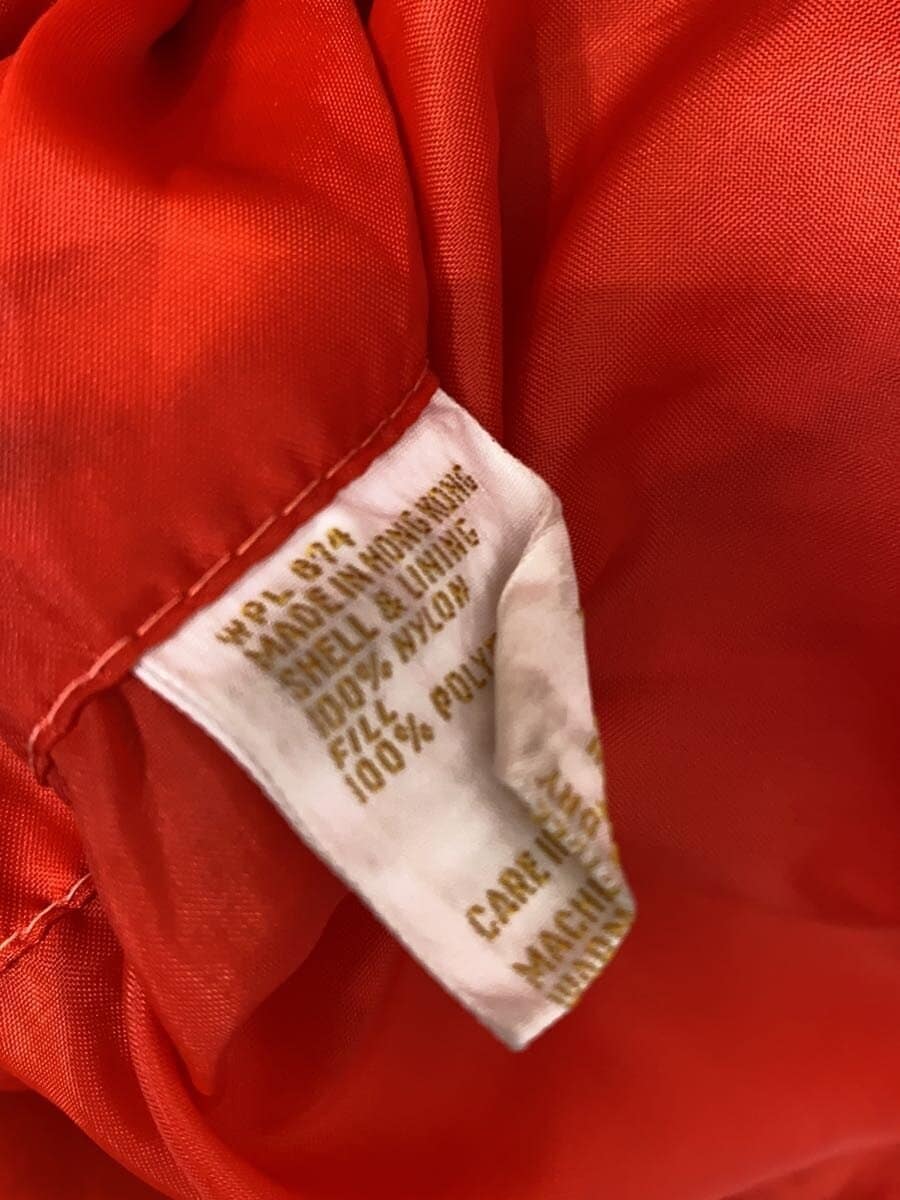 WPL 874
MADE IN HONG KONG
SHELL & LINING
100% NYLON
FILL
100% POLY
CARE
MACHI